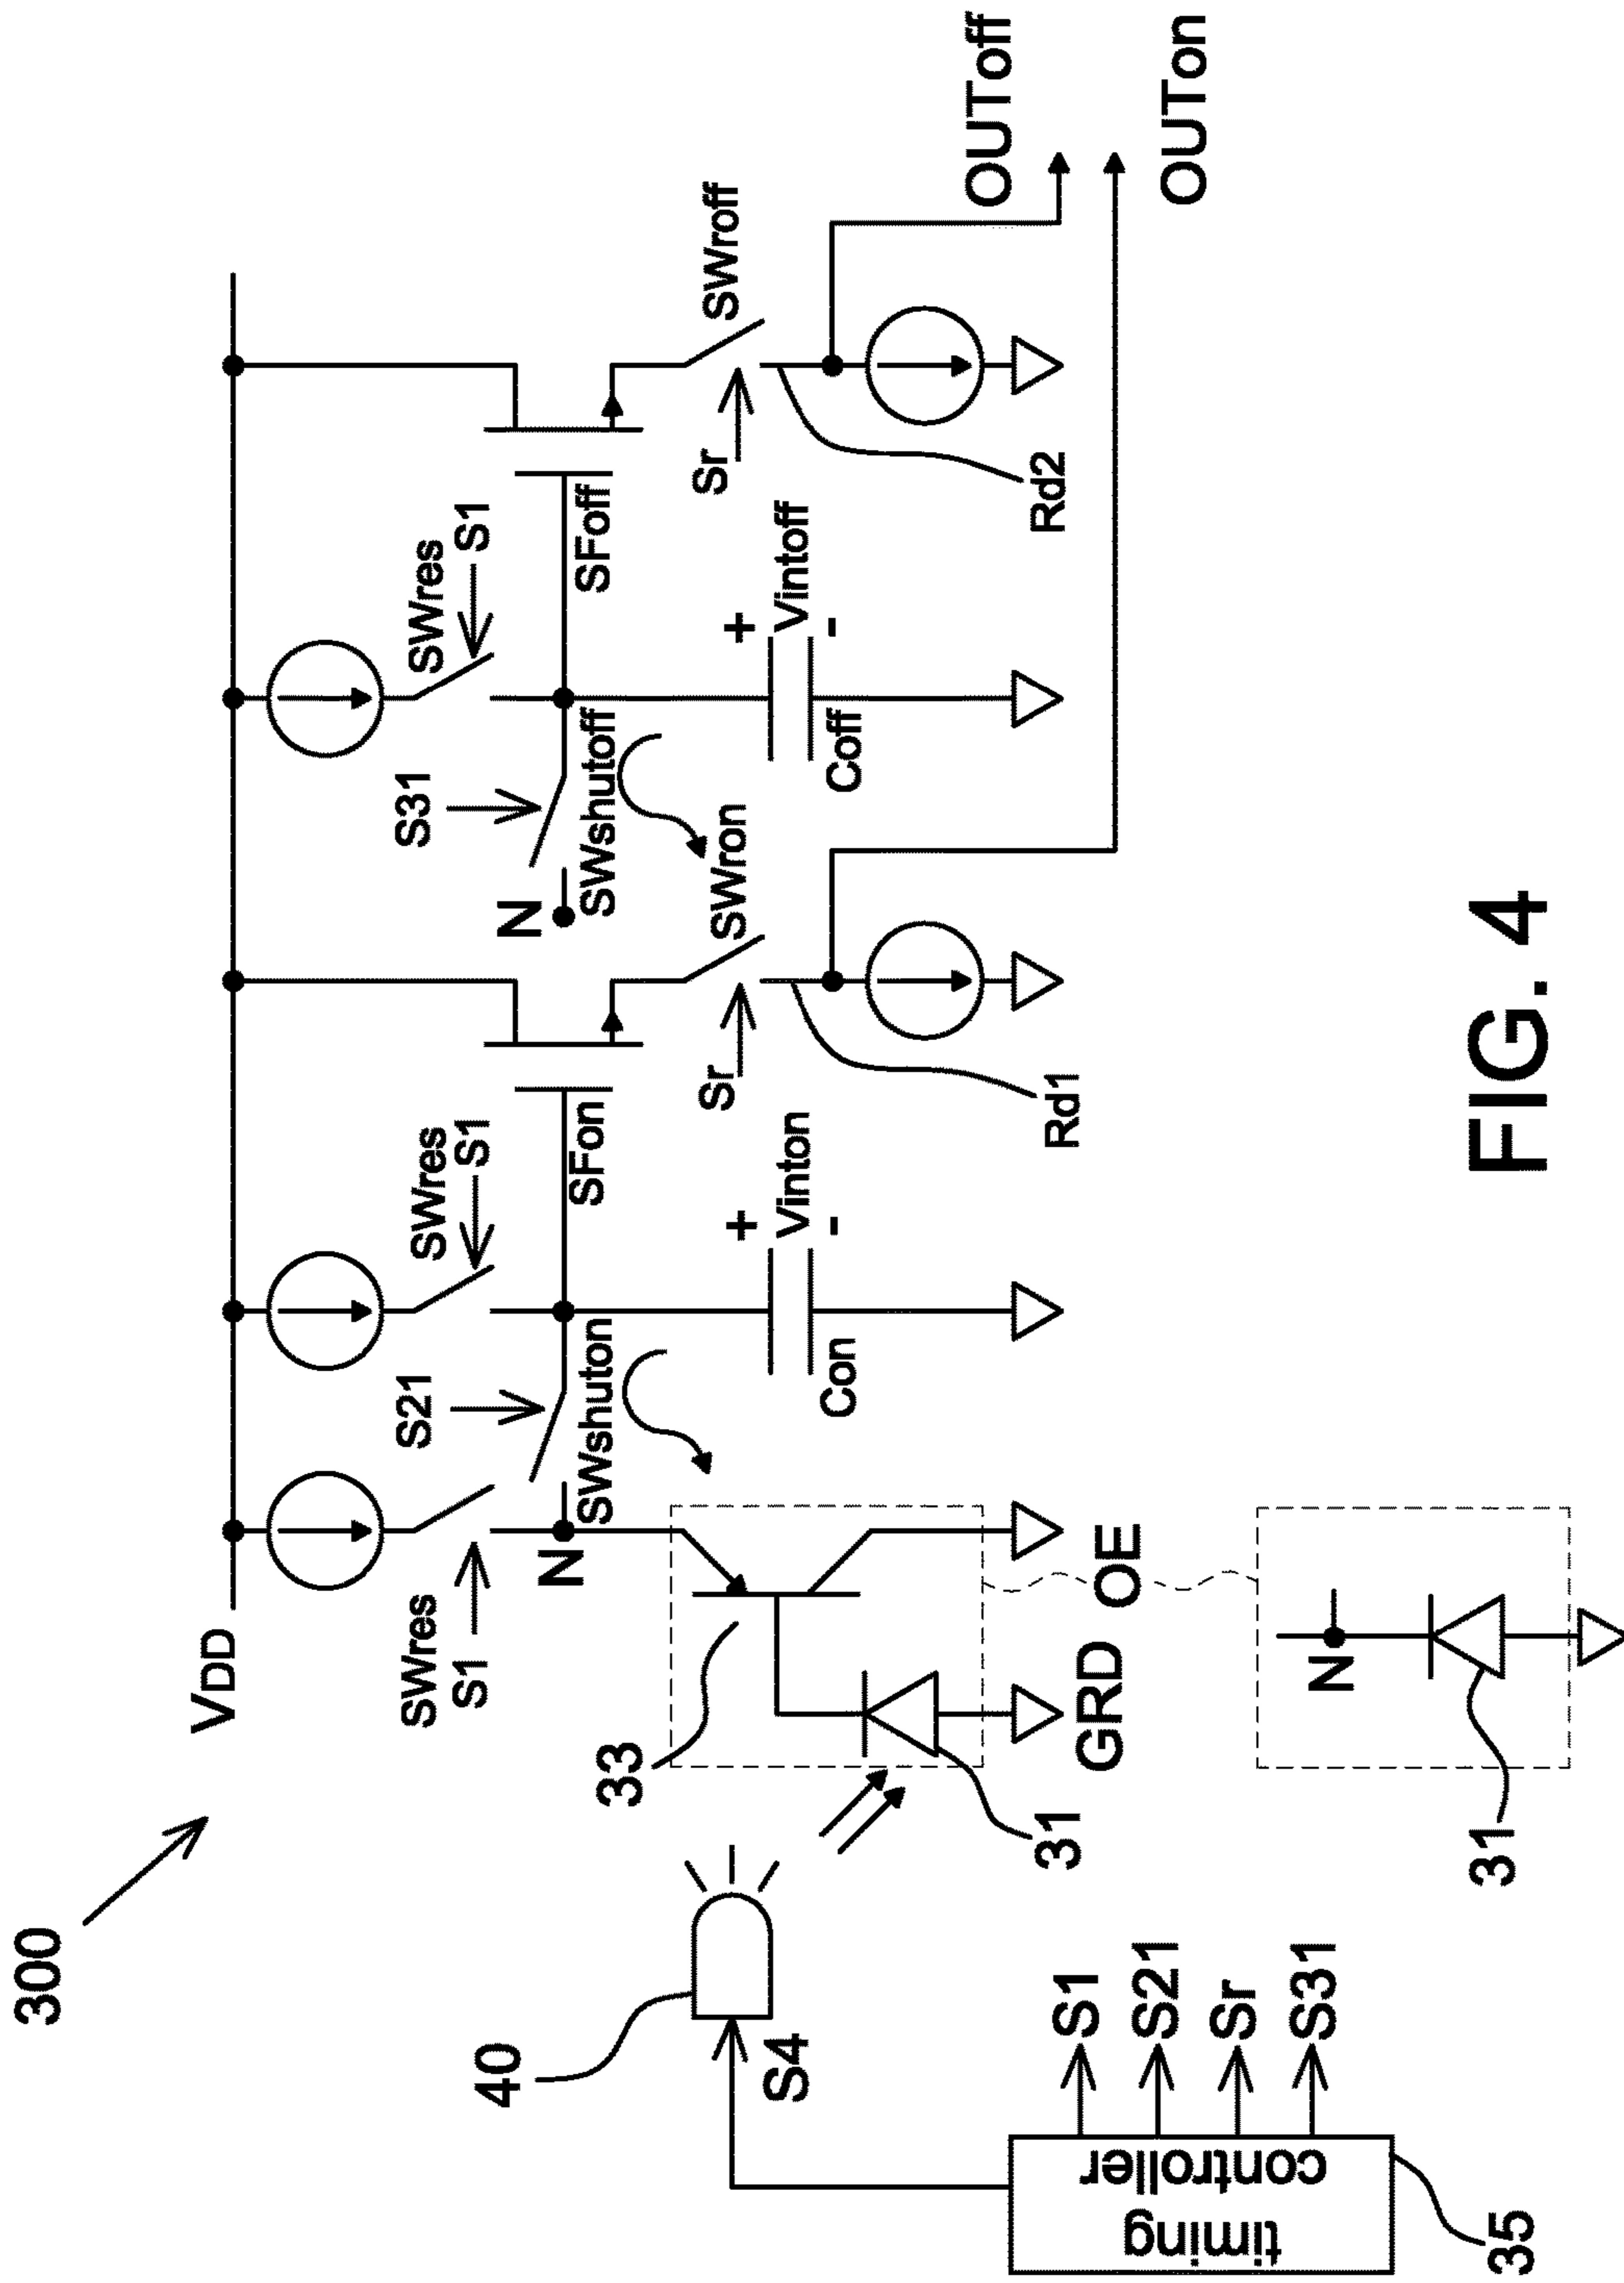 300
VDD
SWres
S1
SWres
S1
SWres
S1
S21
S31
N
SWshuton
SFon
N
SWshutoff
SFoff
33
40
S4
Sr
SWron
Sr
SWroff
+
Vinton
-
Con
+
Vintoff
-
Coff
31
GRD
OE
Rd1
Rd2
OUToff
OUTon
timing
controller
S1
S21
Sr
S31
35
N
31
FIG. 4